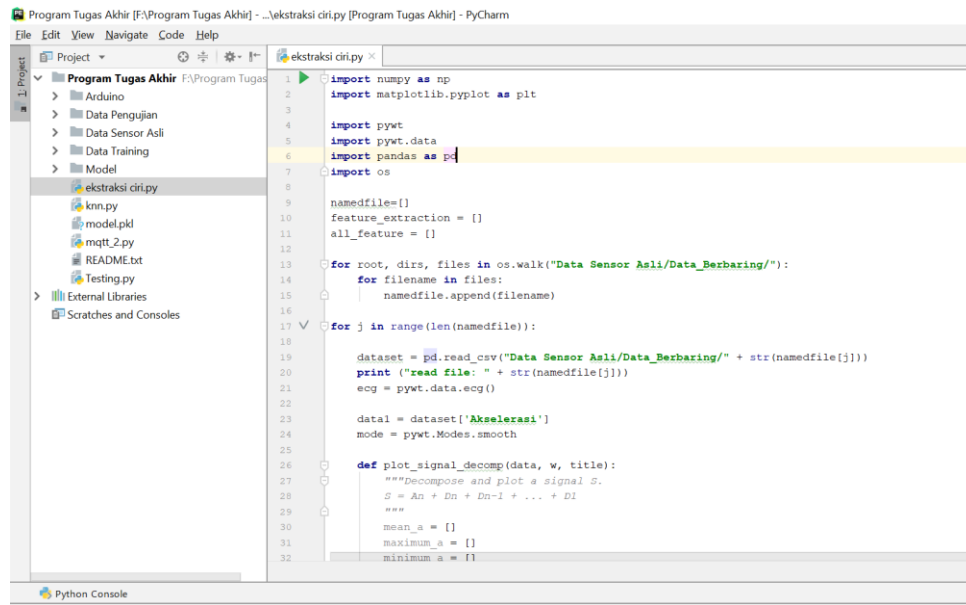 Program Tugas Akhir [F:\Program Tugas Akhir] - ...\ekstraksi ciri.py [Program Tugas Akhir] - PyCharm
File Edit View Navigate Code Help
Project
ekstraksi ciri.py
1: Project
Program Tugas Akhir F:\Program Tugas
Arduino
Data Pengujian
Data Sensor Asli
Data Training
Model
ekstraksi ciri.py
knn.py
model.pkl
mqtt_2.py
README.txt
Testing.py
External Libraries
Scratches and Consoles
1 import numpy as np
2 import matplotlib.pyplot as plt
3
4 import pywt
5 import pywt.data
6 import pandas as pd
7 import os
8
9 namedfile=[]
10 feature_extraction = []
11 all_feature = []
12
13 for root, dirs, files in os.walk("Data Sensor Asli/Data_Berbaring/"):
14 for filename in files:
15 namedfile.append(filename)
16
17 for j in range(len(namedfile)):
18
19 dataset = pd.read_csv("Data Sensor Asli/Data_Berbaring/" + str(namedfile[j]))
20 print ("read file: " + str(namedfile[j]))
21 ecg = pywt.data.ecg()
22
23 data1 = dataset['Akselerasi']
24 mode = pywt.Modes.smooth
25
26 def plot_signal_decomp(data, w, title):
27 """Decompose and plot a signal S.
28 S = An + Dn + Dn-1 + ... + D1
29 """
30 mean_a = []
31 maximum_a = []
32 minimum_a = []
Python Console